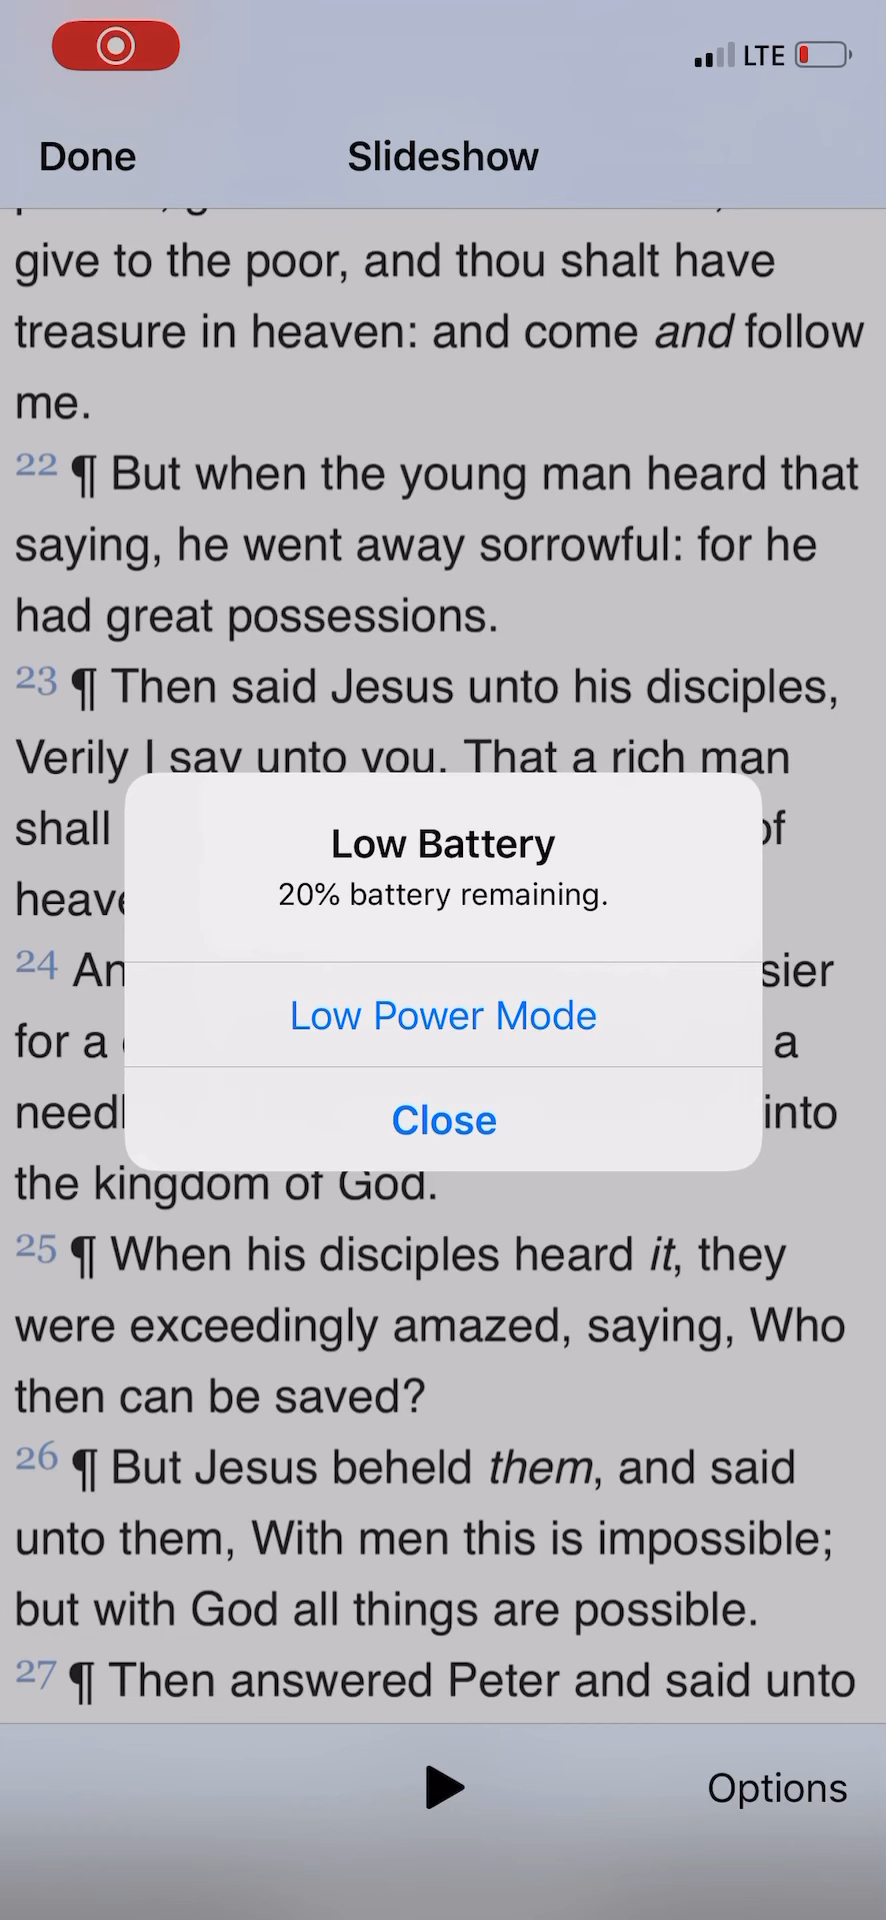 LTE
Done
Slideshow
give to the poor, and thou shalt have
treasure in heaven: and come and follow
me.
22 ¶ But when the young man heard that
saying, he went away sorrowful: for he
had great possessions.
23 ¶ Then said Jesus unto his disciples,
Verily I say unto you, That a rich man
shall of
24
for a a
into
the kingdom of God.
Low Battery
20% battery remaining.
Low Power Mode
Close
25 ¶ When his disciples heard it, they
were exceedingly amazed, saying, Who
then can be saved?
26 ¶ But Jesus beheld them, and said
unto them, With men this is impossible;
but with God all things are possible.
27 ¶ Then answered Peter and said unto
Options